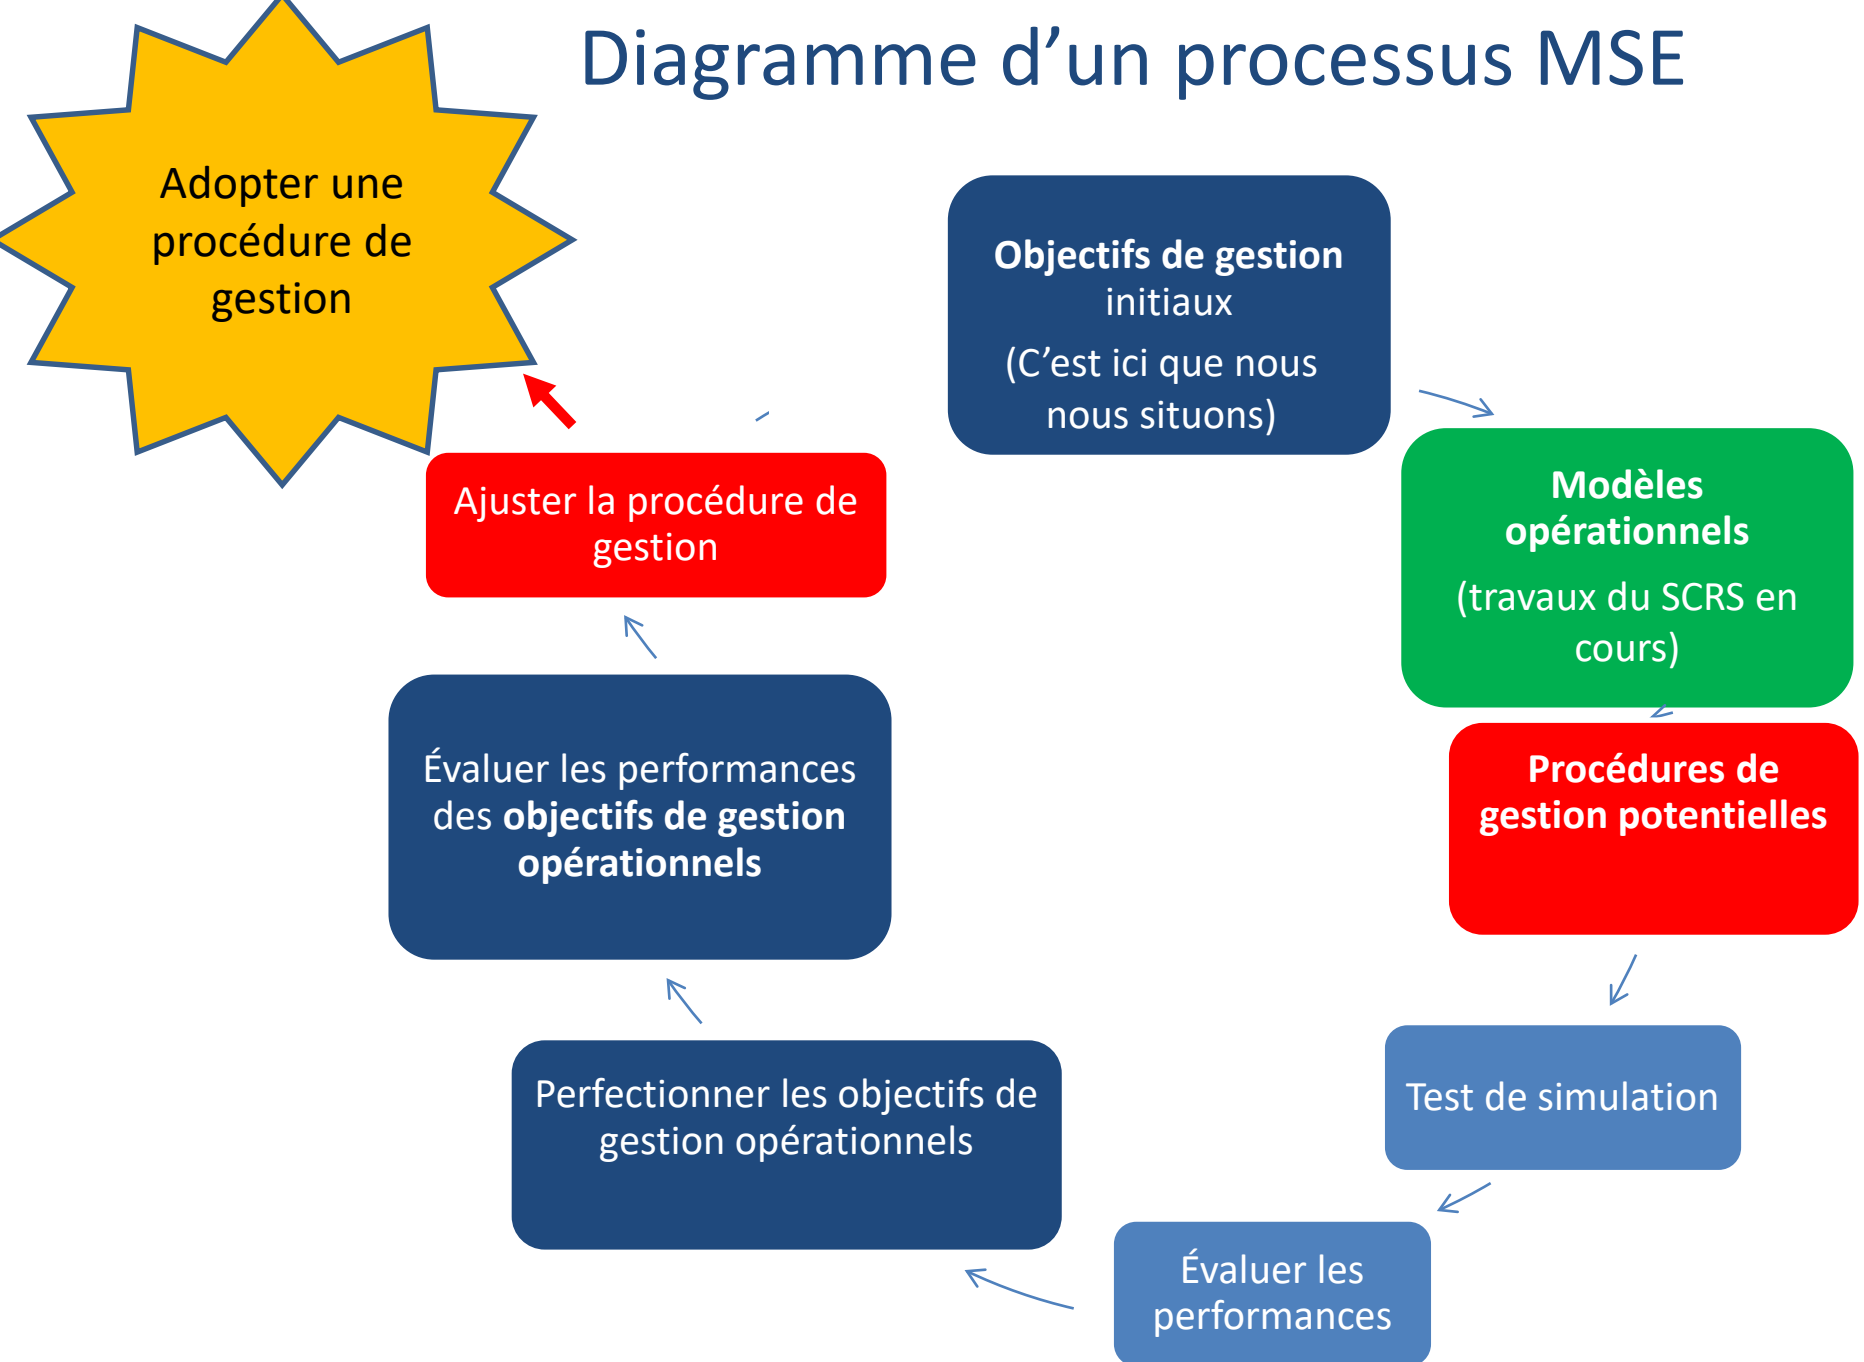 Diagramme d’un processus MSE
Adopter une
procédure de
gestion
Objectifs de gestion
initiaux
(C’est ici que nous
nous situons)
Modèles
opérationnels
(travaux du SCRS en
cours)
Procédures de
gestion potentielles
Test de simulation
Évaluer les
performances
Perfectionner les objectifs de
gestion opérationnels
Évaluer les performances
des objectifs de gestion
opérationnels
Ajuster la procédure de
gestion